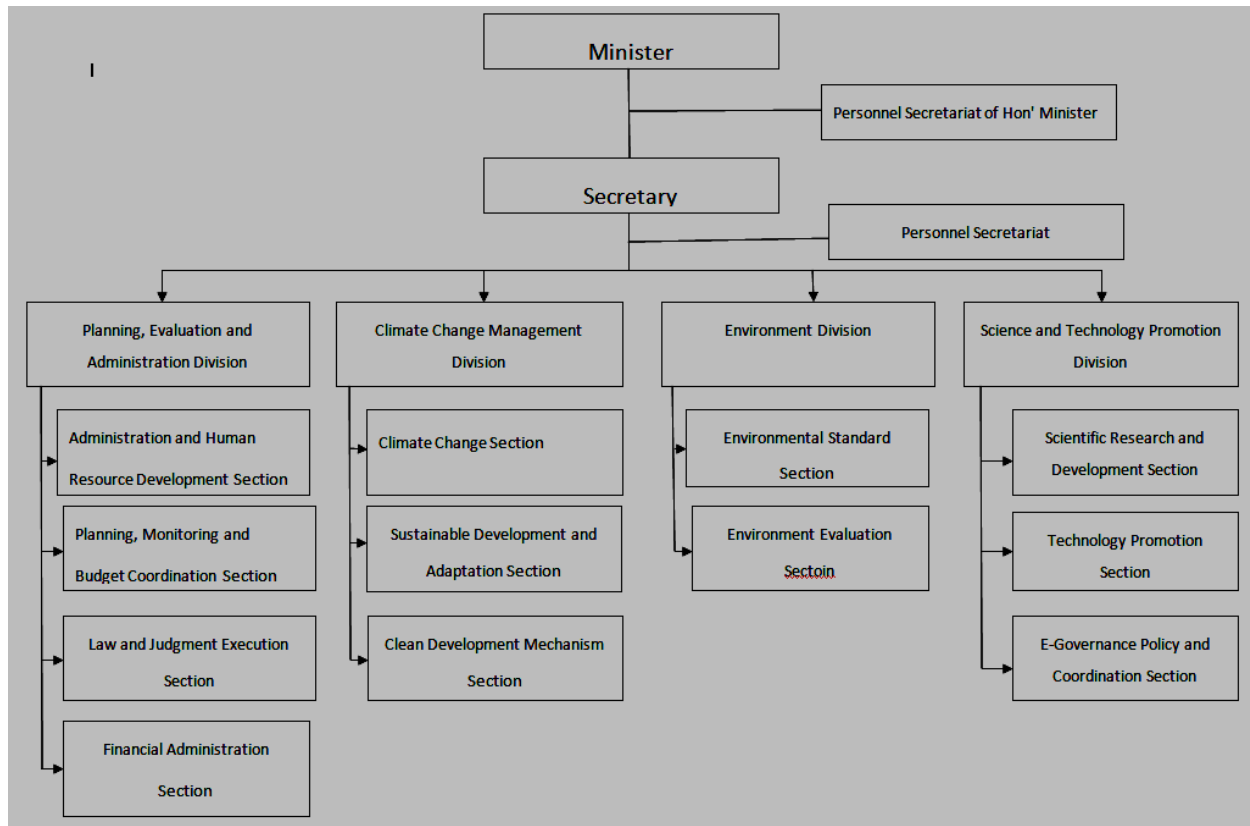 Minister
I
Personnel Secretariat of Hon' Minister
Secretary
Personnel Secretariat
Planning, Evaluation and
Administration Division
Climate Change Management
Division
Environment Division
Science and Technology Promotion
Division
Administration and Human
Resource Development Section
Planning, Monitoring and
Budget Coordination Section
Law and Judgment Execution
Section
Financial Administration
Section
Climate Change Section
Sustainable Development and
Adaptation Section
Clean Development Mechanism
Section
Environmental Standard
Section
Environment Evaluation
Sectoin
Scientific Research and
Development Section
Technology Promotion
Section
E-Governance Policy and
Coordination Section